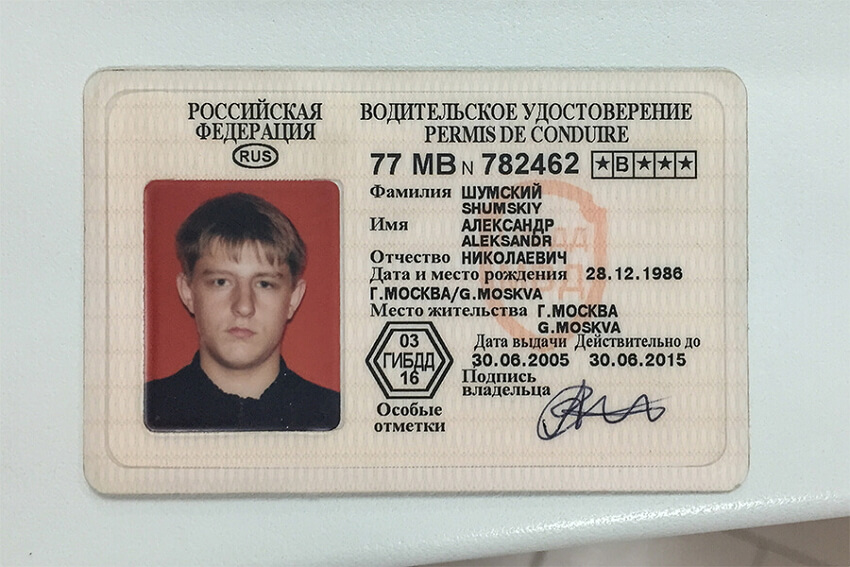 РОССИЙСКАЯ
ФЕДЕРАЦИЯ
RUS
ВОДИТЕЛЬСКОЕ УДОСТОВЕРЕНИЕ
PERMIS DE CONDUIRE
77 МВ N 782462 ★B★★★
Фамилия ШУМСКИЙ
SHUMSKIY
Имя АЛЕКСАНДР
ALEKSANDR
Отчество НИКОЛАЕВИЧ
Дата и место рождения 28.12.1986
Г.МОСКВА/G.MOSKVA
Место жительства Г.МОСКВА
G.MOSKVA
Дата выдачи Действительно до
30.06.2005 30.06.2015
03
ГИБДД
16
Подпись
владельца
Особые
отметки